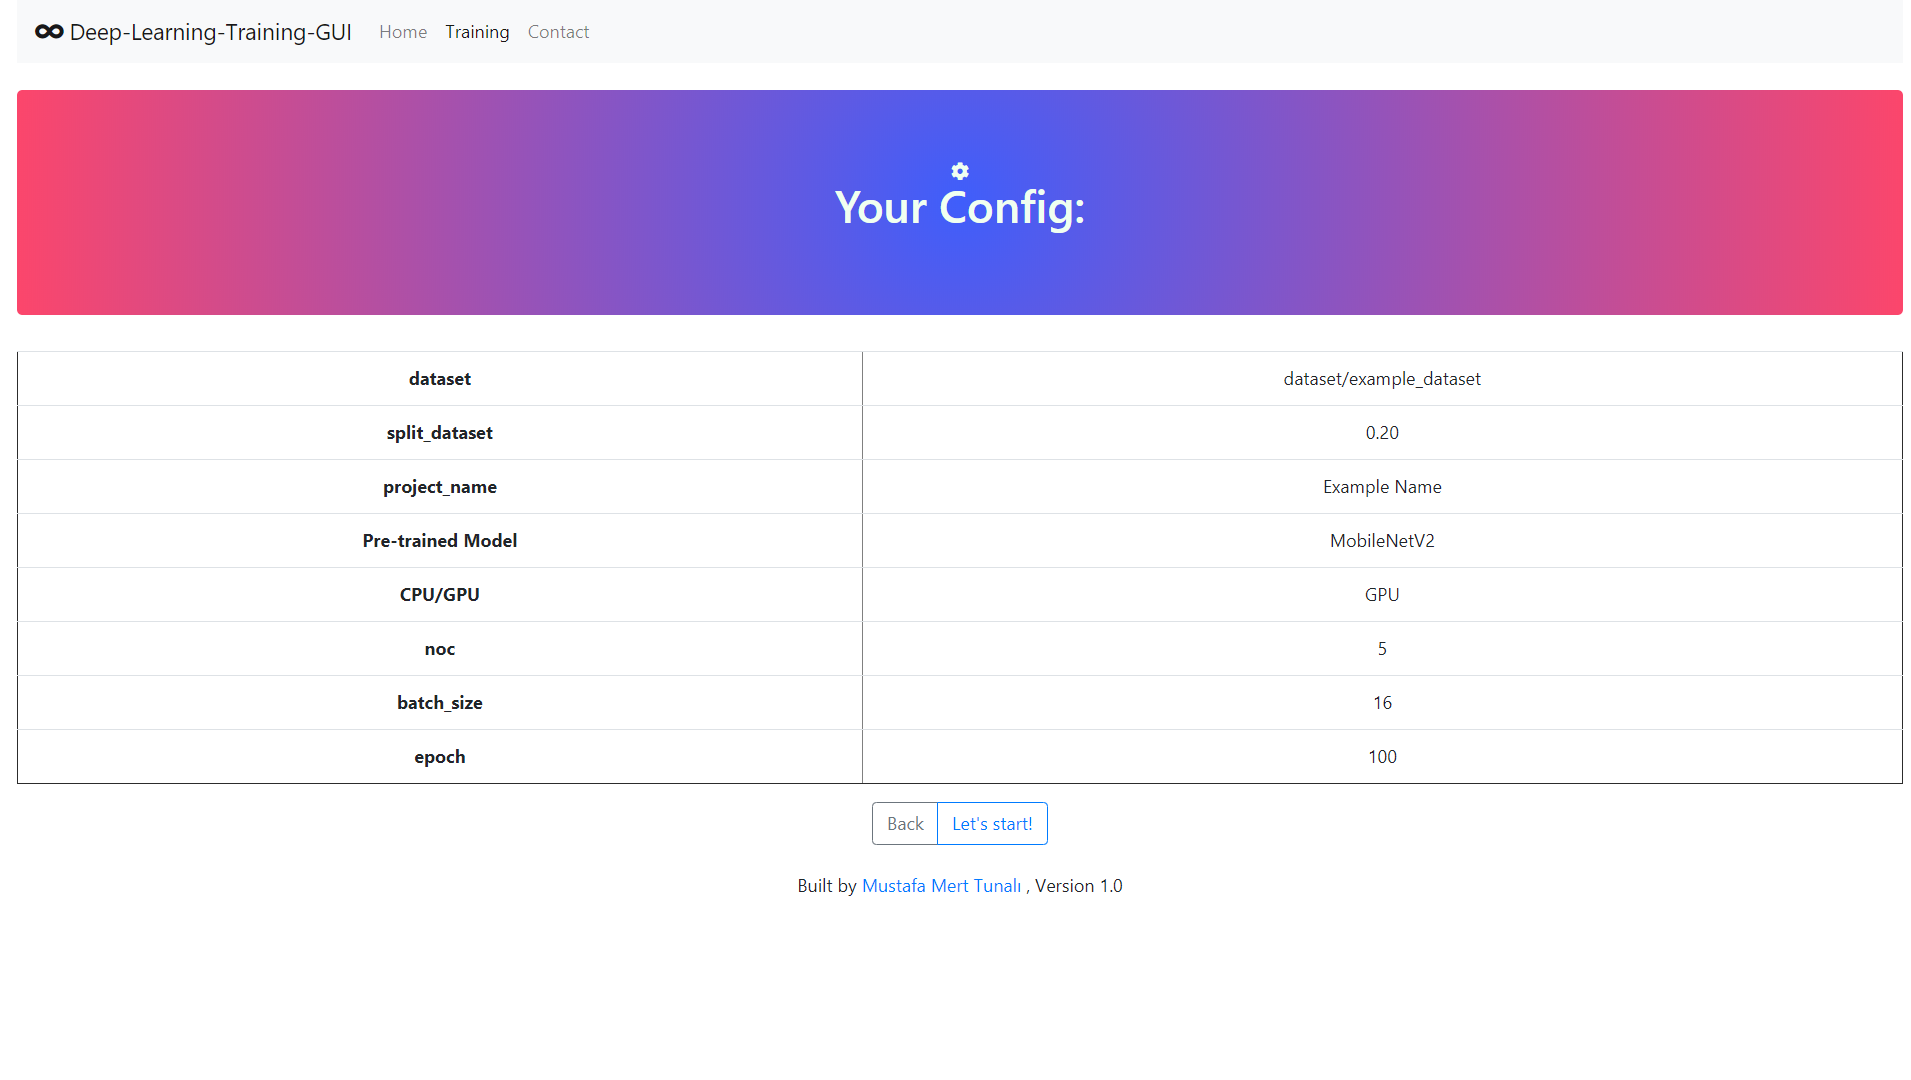 Deep-Learning-Training-GUI Home Training Contact
Your Config:
dataset dataset/example_dataset
split_dataset 0.20
project_name Example Name
Pre-trained Model MobileNetV2
CPU/GPU GPU
noc 5
batch_size 16
epoch 100
Back Let's start!
Built by Mustafa Mert Tunalı , Version 1.0